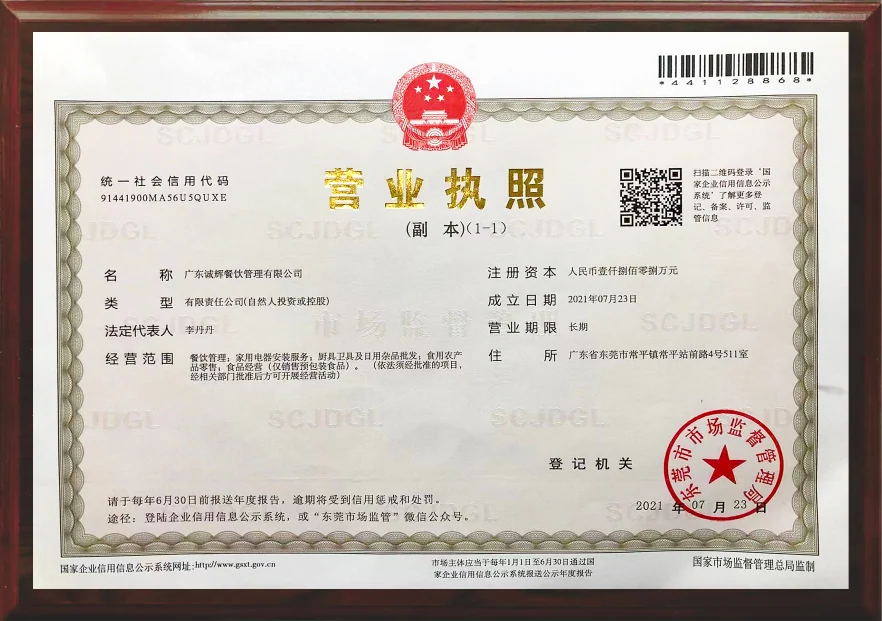 *441128868*
统一社会信用代码
91441900MA56U5QUXE
营业执照
(副 本)(1-1)
扫描二维码登录“国
家企业信用信息公示
系统”了解更多登
记、备案、许可、监
管信息
名 称 广东诚辉餐饮管理有限公司
类 型 有限责任公司(自然人投资或控股)
法定代表人 李丹丹
经营范围 餐饮管理；家用电器安装服务；厨具卫具及日用杂品批发；食用农产
品零售；食品经营（仅销售预包装食品）。（依法须经批准的项目，
经相关部门批准后方可开展经营活动）
注册资本 人民币壹仟捌佰零捌万元
成立日期 2021年07月23日
营业期限 长期
住 所 广东省东莞市常平镇常平站前路4号511室
登记机关
东莞市市场监督管理局
2021 年 07 月 23 日
请于每年6月30日前报送年度报告，逾期将受到信用惩戒和处罚。
途径：登陆企业信用信息公示系统，或“东莞市场监管”微信公众号。
国家企业信用信息公示系统网址:http://www.gsxt.gov.cn
市场主体应当于每年1月1日至6月30日通过国
家企业信用信息公示系统报送公示年度报告
国家市场监督管理总局监制
SCJDGL
市场监督管理